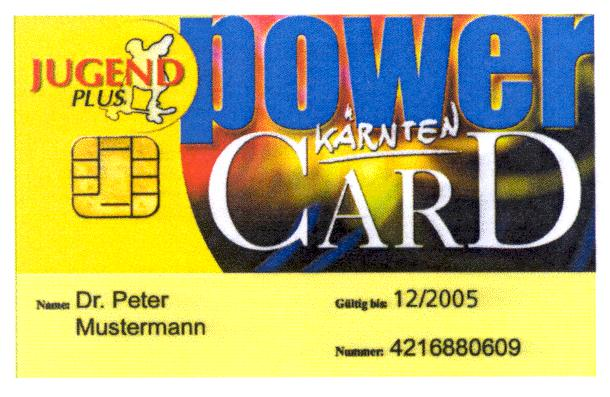 JUGEND
PLUS
power
KÄRNTEN
CARD
Name: Dr. Peter
Mustermann
Gültig bis: 12/2005
Nummer: 4216880609